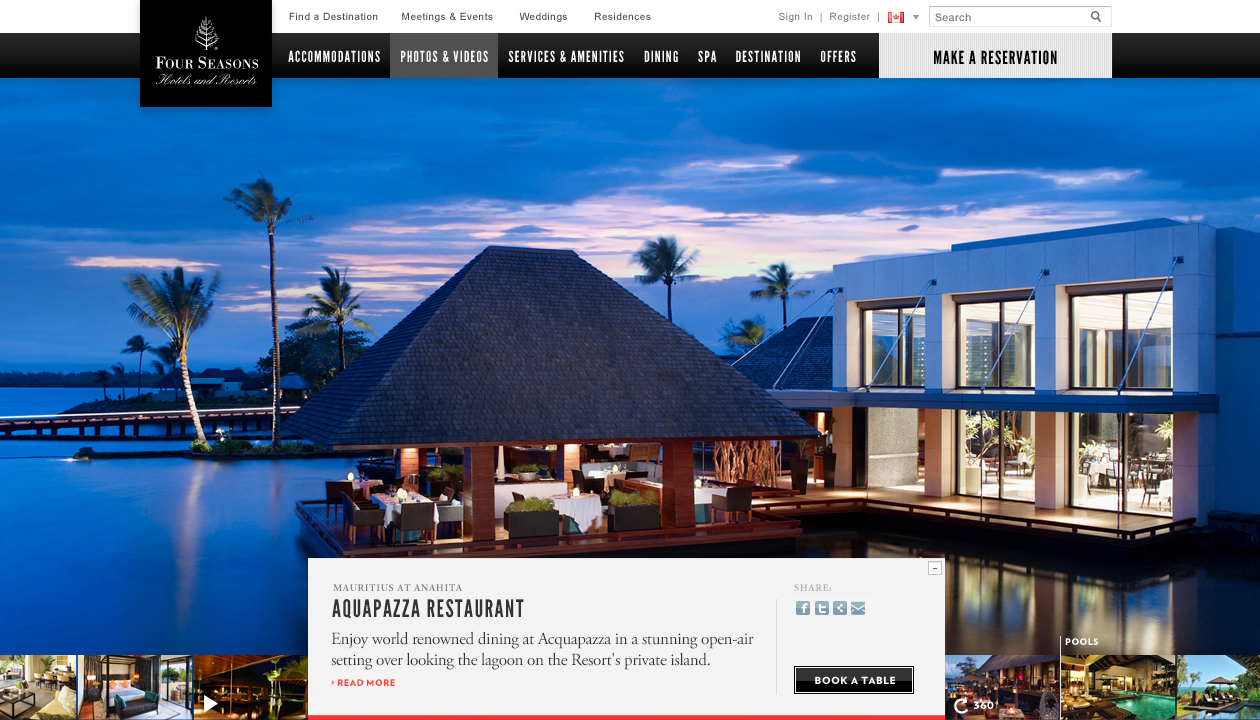 Find a Destination Meetings & Events Weddings Residences Sign In | Register | Search
FOUR SEASONS
Hotels and Resorts
ACCOMMODATIONS PHOTOS & VIDEOS SERVICES & AMENITIES DINING SPA DESTINATION OFFERS MAKE A RESERVATION
MAURITIUS AT ANAHITA
AQUAPAZZA RESTAURANT
Enjoy world renowned dining at Acquapazza in a stunning open-air
setting over looking the lagoon on the Resort's private island.
› READ MORE
SHARE:
BOOK A TABLE
POOLS
360